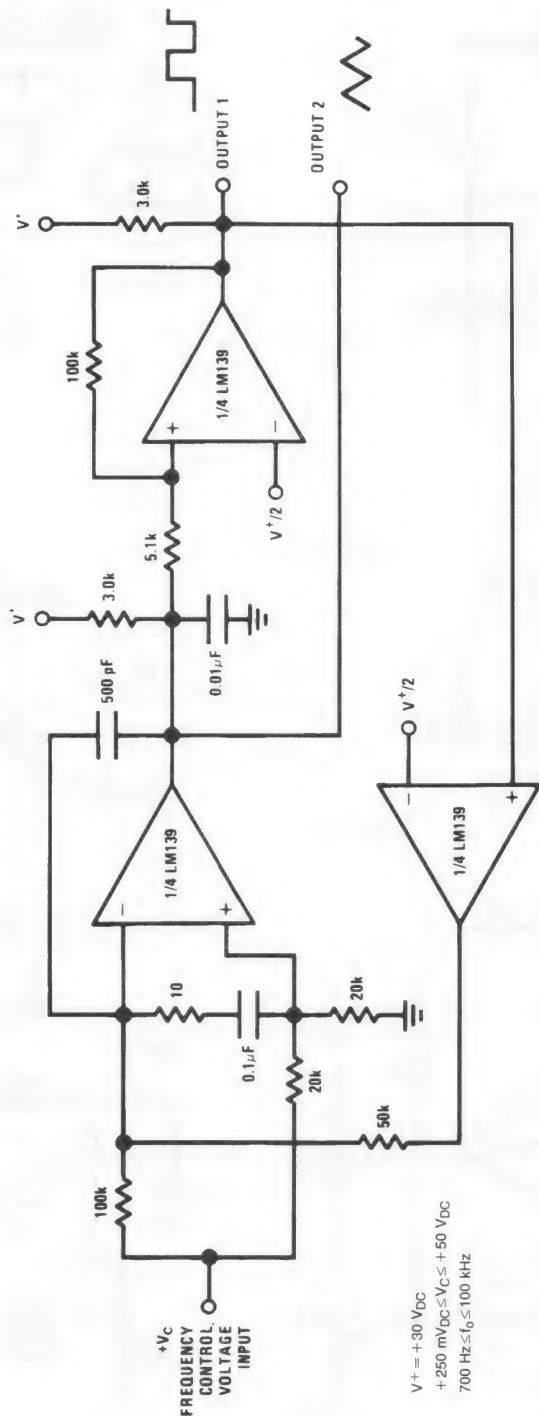 +VC
FREQUENCY
CONTROL
VOLTAGE
INPUT
100k
50k
20k
20k
0.1µF
10
−
+
1/4 LM139
500 pF
V+
3.0k
0.01µF
5.1k
100k
+
−
1/4 LM139
V+/2
V+
3.0k
OUTPUT 1
OUTPUT 2
V+/2
−
+
1/4 LM139
V+ = +30 VDC
+250 mVDC ≤ VC ≤ +50 VDC
700 Hz ≤ fo ≤ 100 kHz